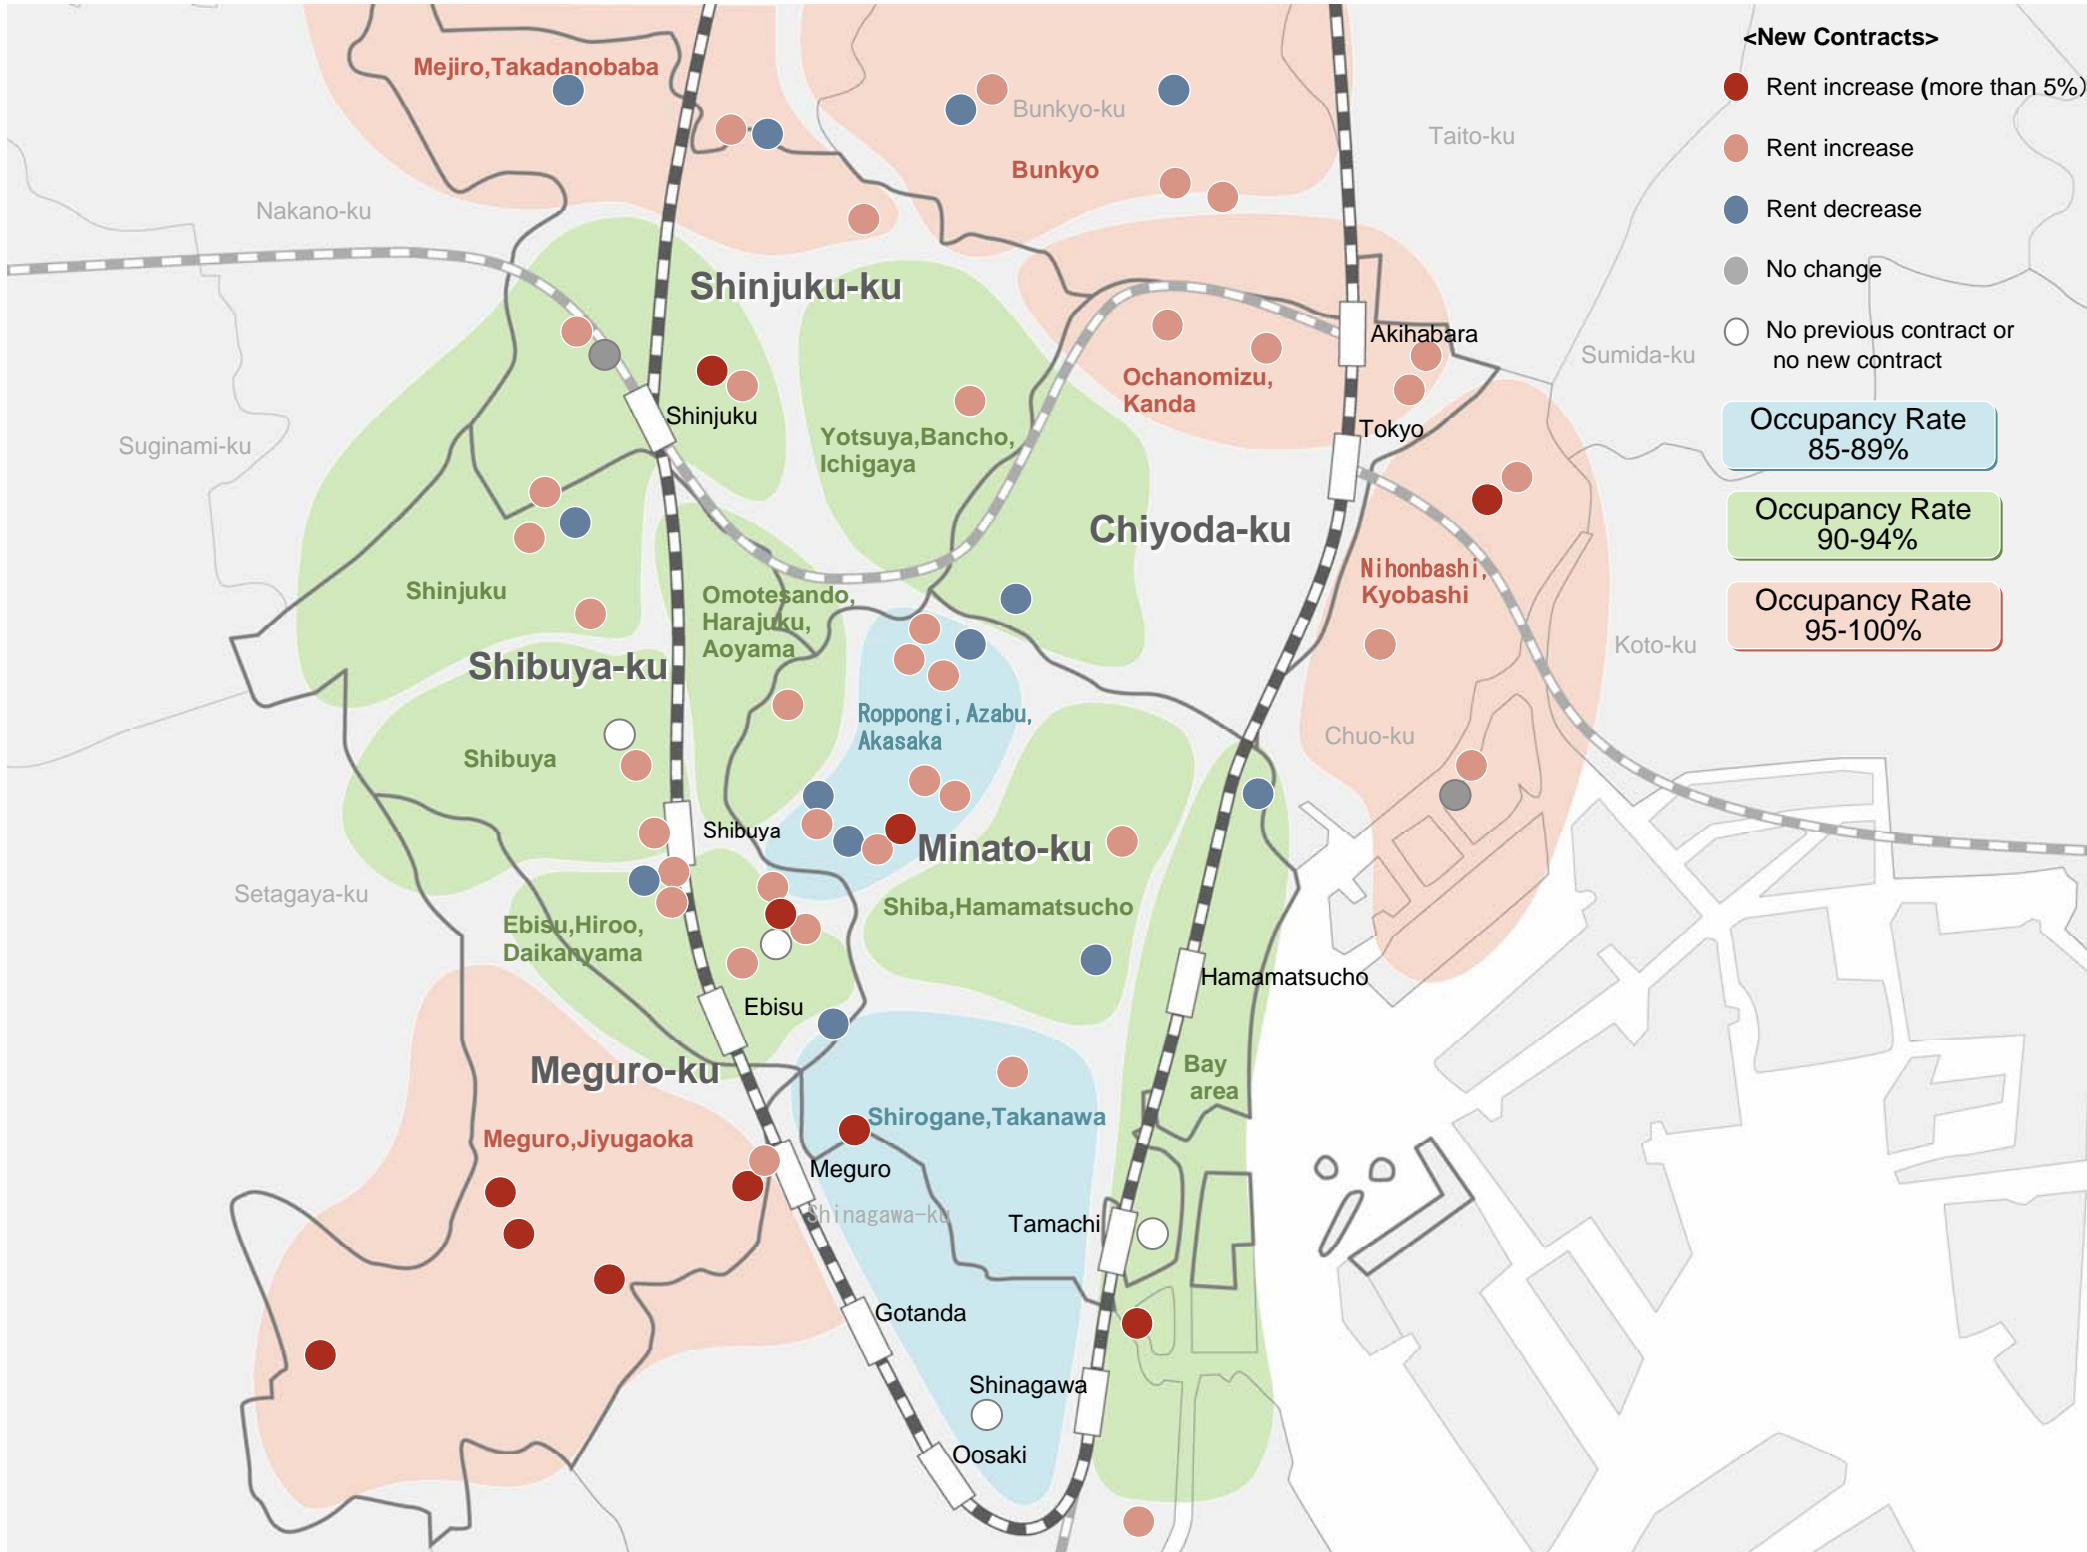 <New Contracts>
Rent increase (more than 5%)
Rent increase
Rent decrease
No change
No previous contract or
no new contract
Occupancy Rate
85-89%
Occupancy Rate
90-94%
Occupancy Rate
95-100%
Mejiro,Takadanobaba
Bunkyo-ku
Taito-ku
Bunkyo
Nakano-ku
Shinjuku-ku
Akihabara
Sumida-ku
Ochanomizu,
Kanda
Shinjuku
Tokyo
Suginami-ku
Yotsuya,Bancho,
Ichigaya
Chiyoda-ku
Nihonbashi,
Kyobashi
Shinjuku
Omotesando,
Harajuku,
Aoyama
Koto-ku
Shibuya-ku
Roppongi, Azabu,
Akasaka
Chuo-ku
Shibuya
Shibuya
Minato-ku
Setagaya-ku
Shiba,Hamamatsucho
Ebisu,Hiroo,
Daikanyama
Hamamatsucho
Ebisu
Meguro-ku
Bay
area
Shirogane,Takanawa
Meguro,Jiyugaoka
Meguro
Shinagawa-ku
Tamachi
Gotanda
Shinagawa
Oosaki